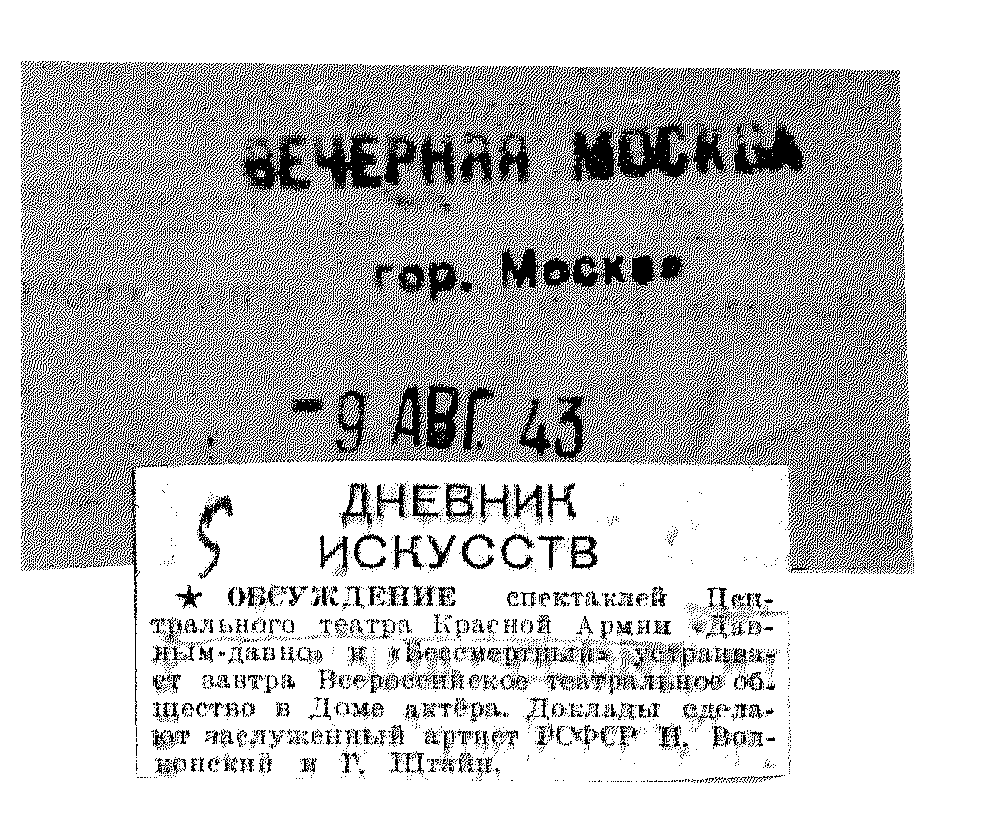 ВЕЧЕРНЯЯ МОСКВА
гор. Москва
-9 АВГ. 43
5
ДНЕВНИК
ИСКУССТВ
★ ОБСУЖДЕНИЕ спектаклей Цен-
трального театра Красной Армии «Дав-
ным-давно» и «Бессмертный» устраива-
ет завтра Всероссийское театральное об-
щество в Доме актёра. Доклады сдела-
ют заслуженный артист РСФСР Н. Вол-
конский и Г. Штайн.